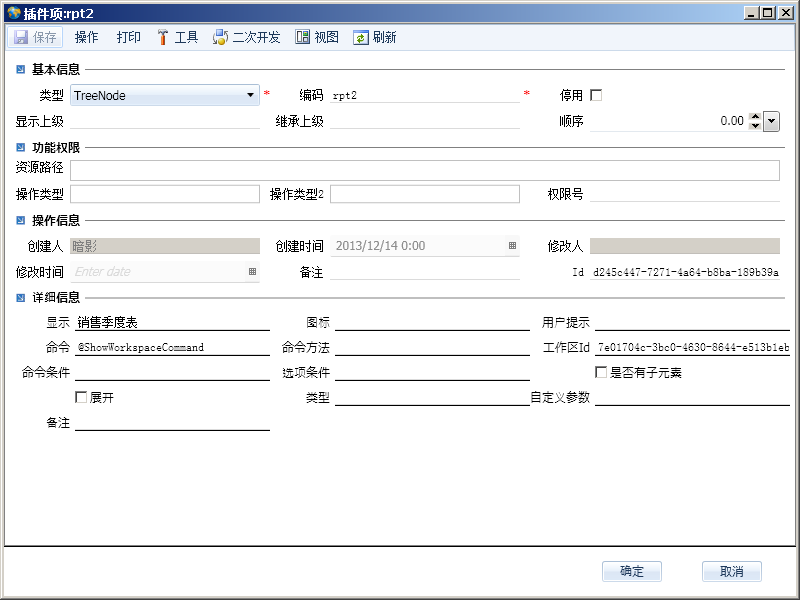 插件项:rpt2
保存 操作 打印 工具 二次开发 视图 刷新
基本信息
类型 TreeNode * 编码 rpt2 * 停用
显示上级 继承上级 顺序 0.00
功能权限
资源路径
操作类型 操作类型2 权限号
操作信息
创建人 暗影 创建时间 2013/12/14 0:00 修改人
修改时间 Enter date 备注 Id d245c447-7271-4a64-b8ba-189b39a
详细信息
显示 销售季度表 图标 用户提示
命令 @ShowWorkspaceCommand 命令方法 工作区Id 7e01704c-3bc0-4630-8644-e513b1eb
命令条件 选项条件 是否有子元素
展开 类型 自定义参数
备注
确定 取消